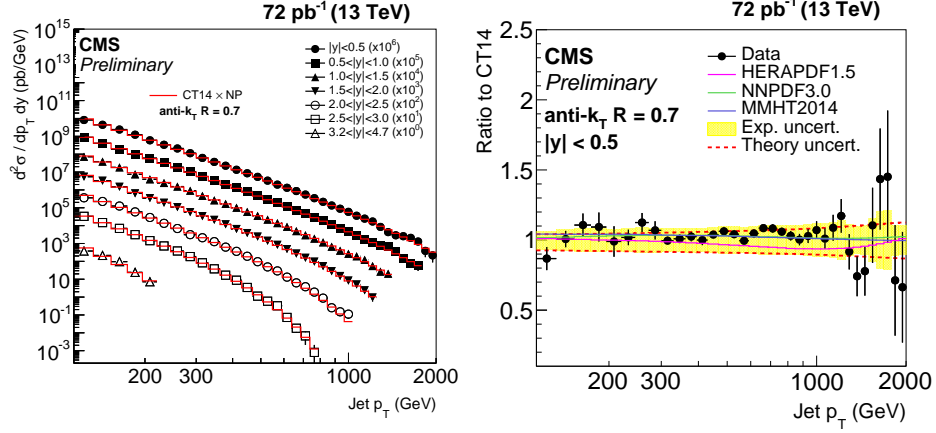 72 pb⁻¹ (13 TeV)
CMS
Preliminary
CT14 × NP
anti-k_T R = 0.7
|y|<0.5 (x10⁶)
0.5<|y|<1.0 (x10⁵)
1.0<|y|<1.5 (x10⁴)
1.5<|y|<2.0 (x10³)
2.0<|y|<2.5 (x10²)
2.5<|y|<3.0 (x10¹)
3.2<|y|<4.7 (x10⁰)
d²σ / dp_T dy (pb/GeV)
10¹⁵
10¹³
10¹¹
10⁹
10⁷
10⁵
10³
10
10⁻¹
10⁻³
200 300 1000 2000
Jet p_T (GeV)
72 pb⁻¹ (13 TeV)
CMS
Preliminary
anti-k_T R = 0.7
|y| < 0.5
Data
HERAPDF1.5
NNPDF3.0
MMHT2014
Exp. uncert.
Theory uncert.
Ratio to CT14
2.5
2
1.5
1
0.5
200 300 1000 2000
Jet p_T (GeV)